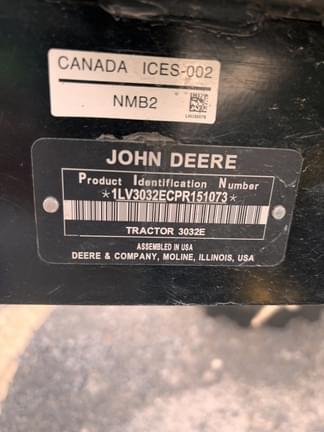 CANADA ICES-002
NMB2
JOHN DEERE
Product Identification Number
*1LV3032ECPR151073*
TRACTOR 3032E
ASSEMBLED IN USA
DEERE & COMPANY, MOLINE, ILLINOIS, USA